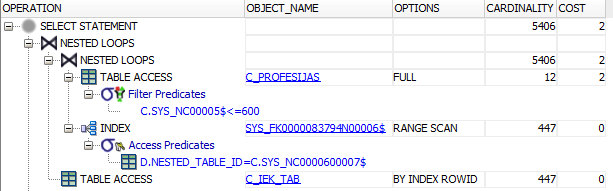 OPERATION OBJECT_NAME OPTIONS CARDINALITY COST
SELECT STATEMENT 5406 2
NESTED LOOPS
NESTED LOOPS 5406 2
TABLE ACCESS C_PROFESIJAS FULL 12 2
Filter Predicates
C.SYS_NC00005$<=600
INDEX SYS_FK0000083794N00006$ RANGE SCAN 447 0
Access Predicates
D.NESTED_TABLE_ID=C.SYS_NC0000600007$
TABLE ACCESS C_IEK_TAB BY INDEX ROWID 447 0